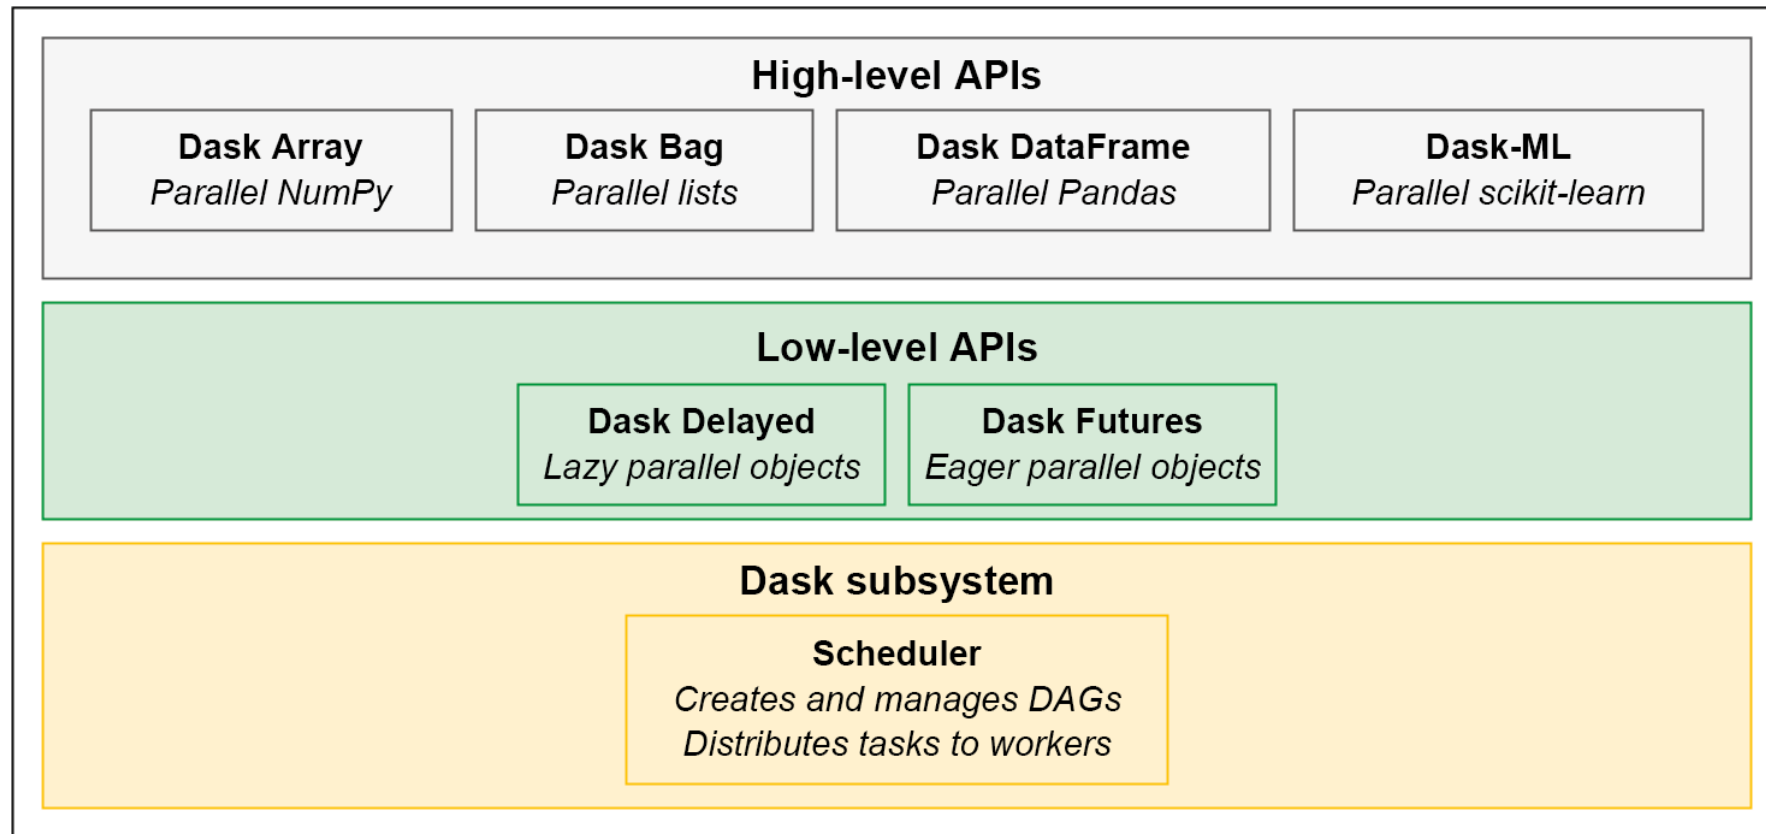 High-level APIs
Dask Array
Parallel NumPy
Dask Bag
Parallel lists
Dask DataFrame
Parallel Pandas
Dask-ML
Parallel scikit-learn
Low-level APIs
Dask Delayed
Lazy parallel objects
Dask Futures
Eager parallel objects
Dask subsystem
Scheduler
Creates and manages DAGs
Distributes tasks to workers